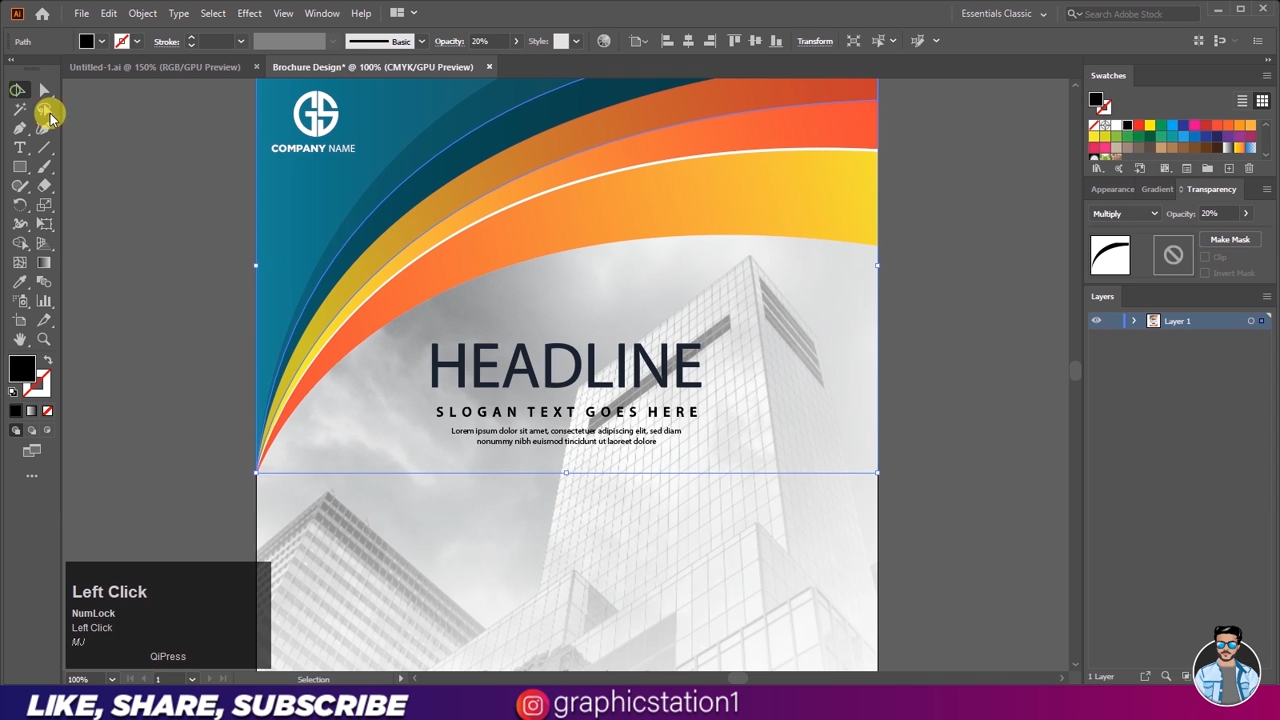 Ai File Edit Object Type Select Effect View Window Help Essentials Classic Search Adobe Stock
Path Stroke: Basic Opacity: 20% Style: Transform
Untitled-1.ai @ 150% (RGB/GPU Preview) Brochure Design* @ 100% (CMYK/GPU Preview)
Swatches
Appearance Gradient Transparency
Multiply Opacity: 20%
Make Mask
Clip
Invert Mask
Layers
Layer 1
GS
COMPANY NAME
HEADLINE
SLOGAN TEXT GOES HERE
Lorem ipsum dolor sit amet, consectetuer adipiscing elit, sed diam
nonummy nibh euismod tincidunt ut laoreet dolore
Left Click
NumLock
Left Click
MJ
QiPress
100% 1 Selection 1 Layer
LIKE, SHARE, SUBSCRIBE graphicstation1